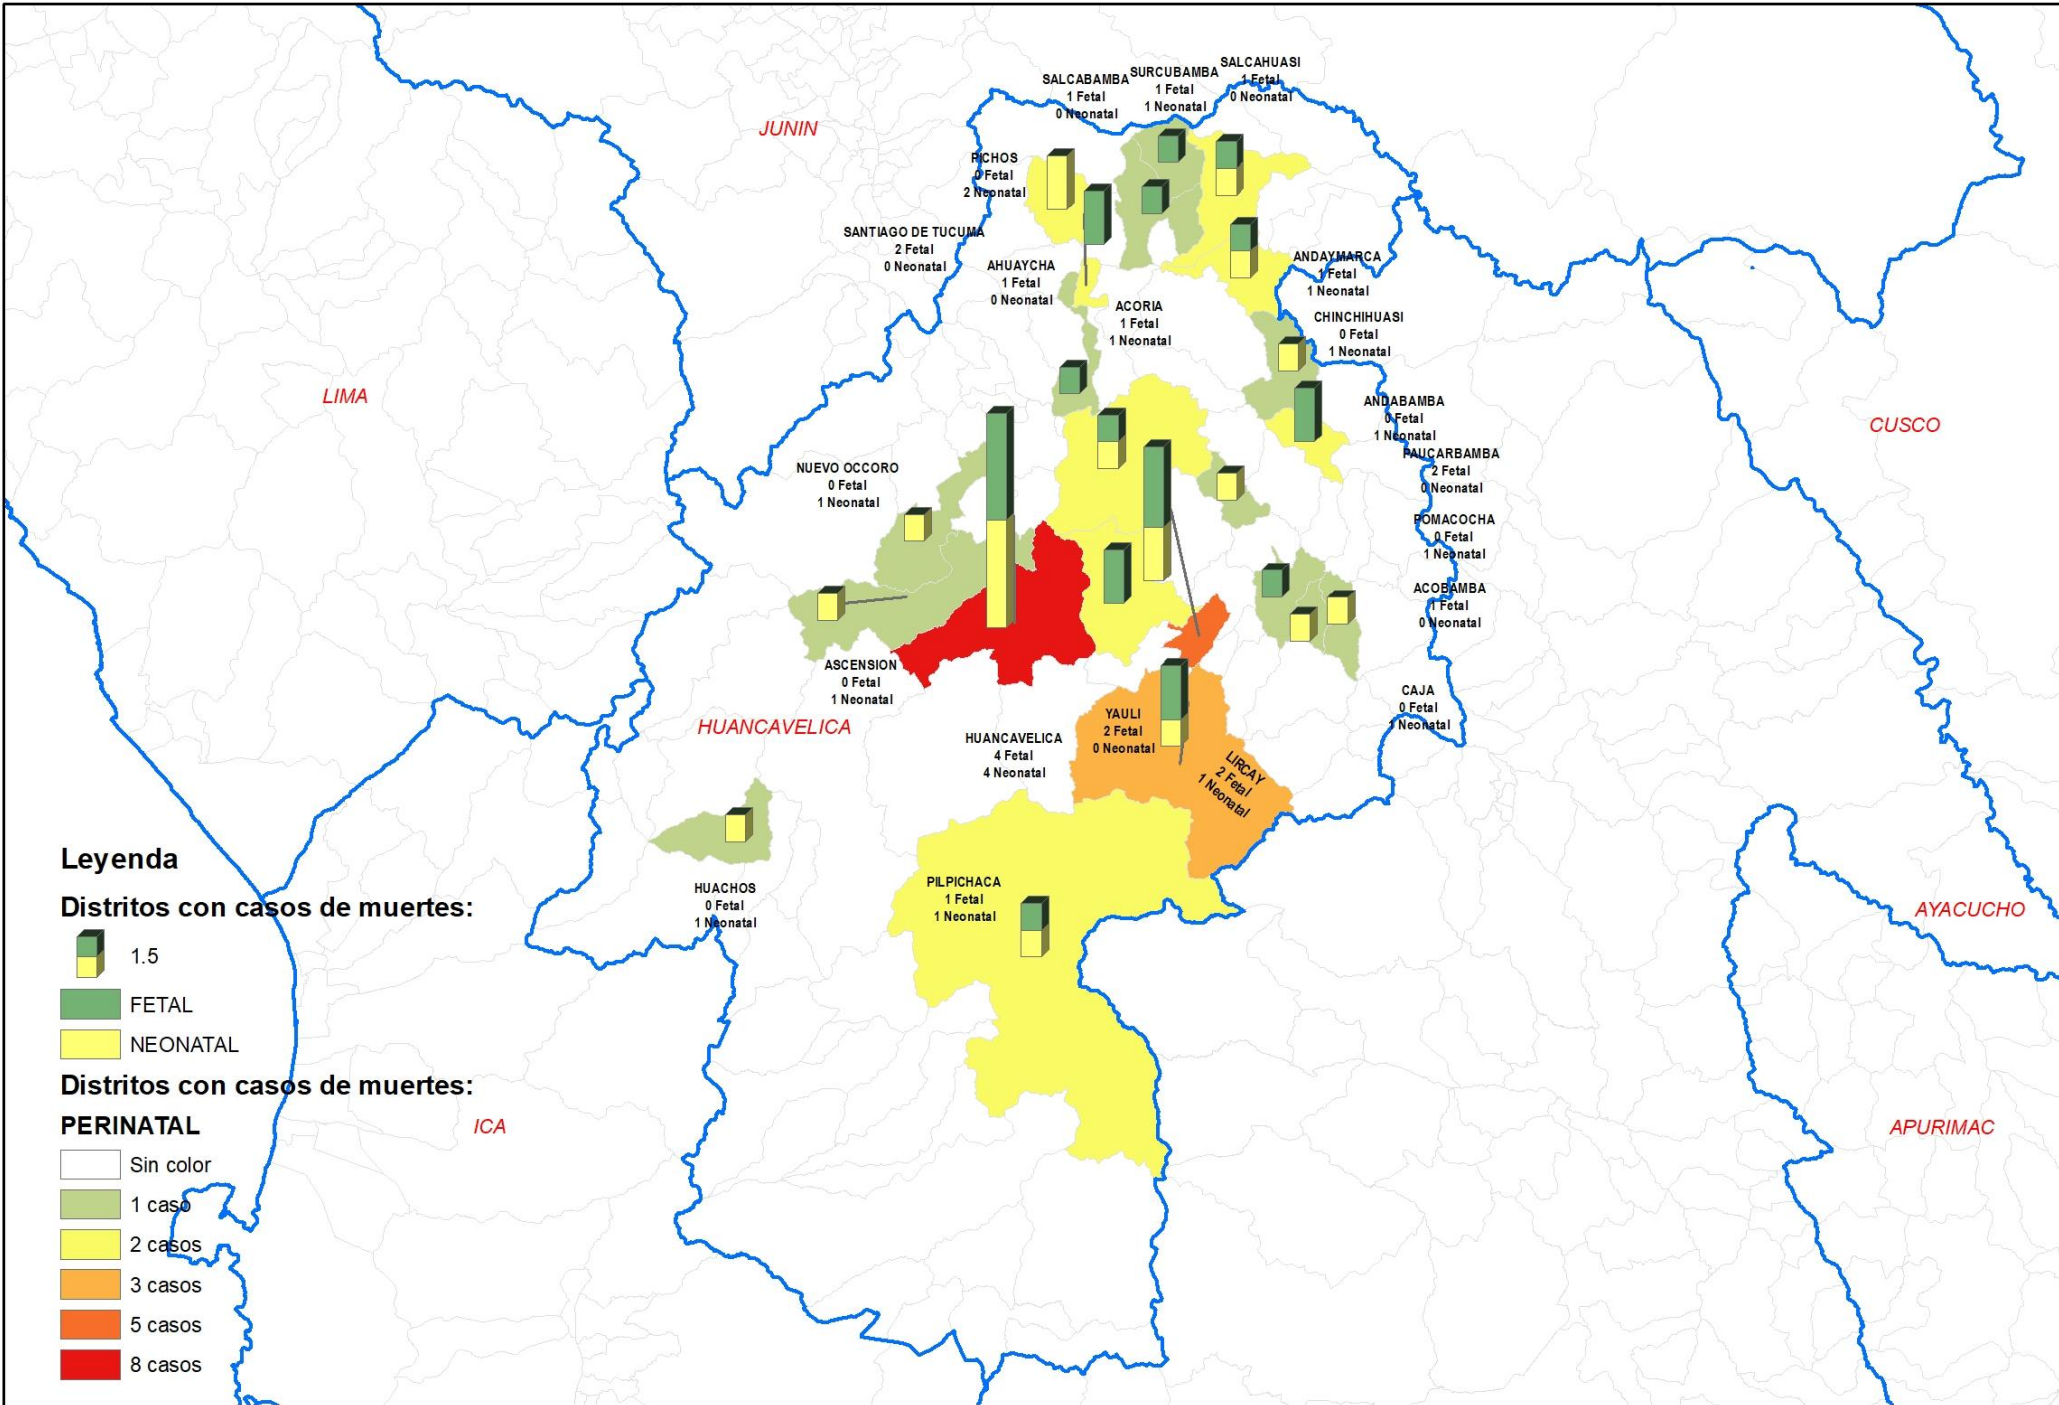 SALCABAMBA
1 Fetal
0 Neonatal
SURCUBAMBA
1 Fetal
1 Neonatal
SALCAHUASI
1 Fetal
0 Neonatal
JUNIN
PICHOS
0 Fetal
2 Neonatal
SANTIAGO DE TUCUMA
2 Fetal
0 Neonatal
AHUAYCHA
1 Fetal
0 Neonatal
ANDAYMARCA
1 Fetal
1 Neonatal
ACORIA
1 Fetal
1 Neonatal
CHINCHIHUASI
0 Fetal
1 Neonatal
LIMA
ANDABAMBA
0 Fetal
1 Neonatal
CUSCO
PAUCARBAMBA
2 Fetal
0 Neonatal
NUEVO OCCORO
0 Fetal
1 Neonatal
POMACOCHA
0 Fetal
1 Neonatal
ACOBAMBA
1 Fetal
0 Neonatal
ASCENSION
0 Fetal
1 Neonatal
CAJA
0 Fetal
1 Neonatal
HUANCAVELICA
YAULI
2 Fetal
0 Neonatal
HUANCAVELICA
4 Fetal
4 Neonatal
LIRCAY
2 Fetal
1 Neonatal
HUACHOS
0 Fetal
1 Neonatal
PILPICHACA
1 Fetal
1 Neonatal
AYACUCHO
ICA
APURIMAC
Leyenda
Distritos con casos de muertes:
1.5
FETAL
NEONATAL
Distritos con casos de muertes:
PERINATAL
Sin color
1 caso
2 casos
3 casos
5 casos
8 casos